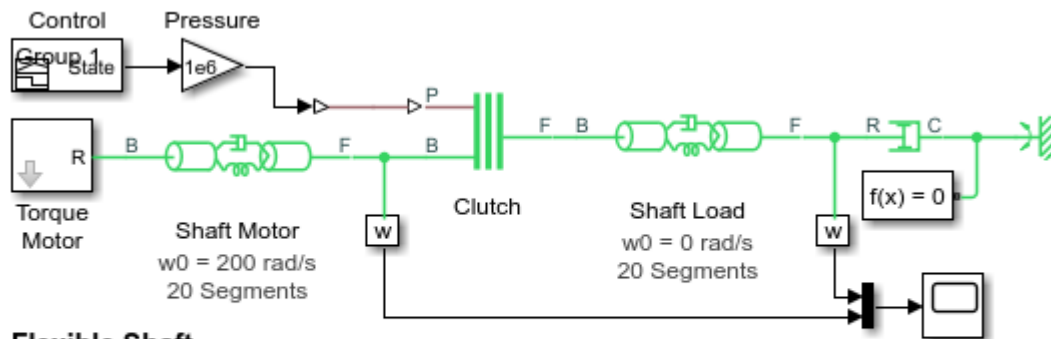 Control
Pressure
Group 1
State
1e6
P
R
B
F
B
F
B
F
R
C
Torque
Motor
Shaft Motor
w0 = 200 rad/s
20 Segments
w
Clutch
Shaft Load
w0 = 0 rad/s
20 Segments
w
f(x) = 0
Flexible Shaft